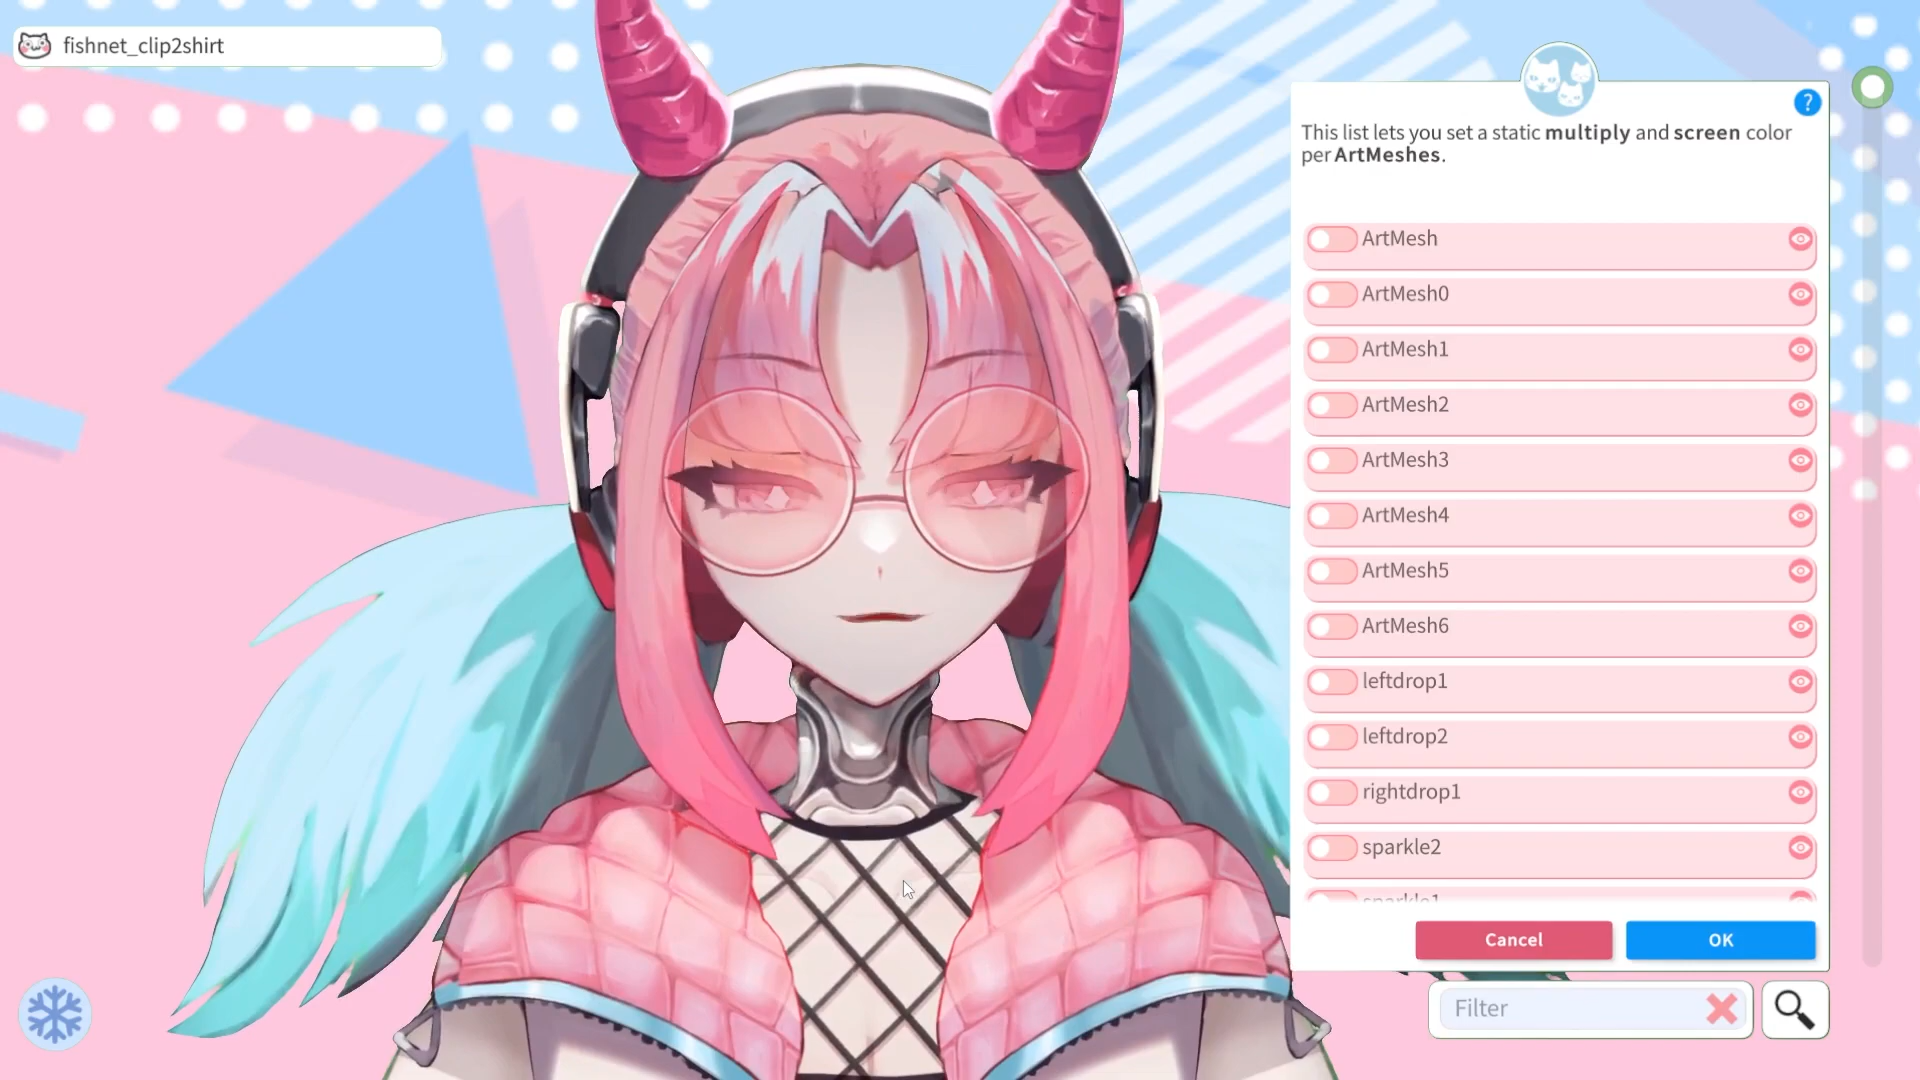 fishnet_clip2shirt
?
This list lets you set a static multiply and screen color
per ArtMeshes.
ArtMesh
ArtMesh0
ArtMesh1
ArtMesh2
ArtMesh3
ArtMesh4
ArtMesh5
ArtMesh6
leftdrop1
leftdrop2
rightdrop1
sparkle2
sparkle1
Cancel
OK
Filter